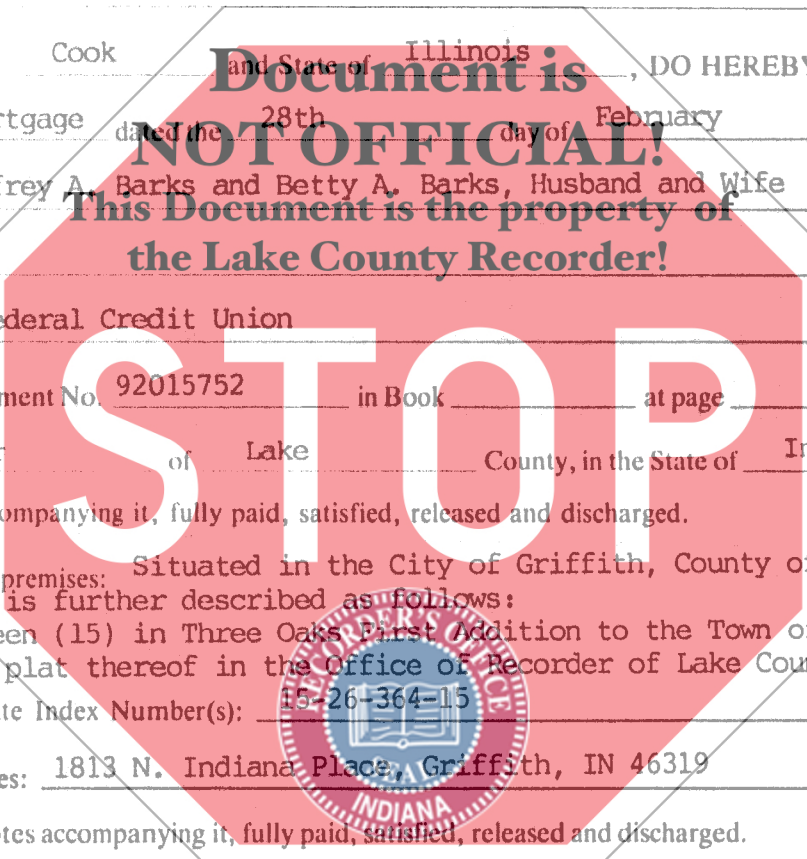 Cook and State of Illinois , DO HEREBY
Document is
rtgage dated the 28th day of February
NOT OFFICIAL!
frey A. Barks and Betty A. Barks, Husband and Wife
This Document is the property of
the Lake County Recorder!
ederal Credit Union
STOP
ment No. 92015752 in Book at page
of Lake County, in the State of In
ompanying it, fully paid, satisfied, released and discharged.
premises: Situated in the City of Griffith, County of
is further described as follows:
een (15) in Three Oaks First Addition to the Town of
plat thereof in the Office of Recorder of Lake Coun
te Index Number(s): 15-26-364-15
RECORDER'S OFFICE
SEAL
INDIANA
es: 1813 N. Indiana Place, Griffith, IN 46319
otes accompanying it, fully paid, satisfied, released and discharged.